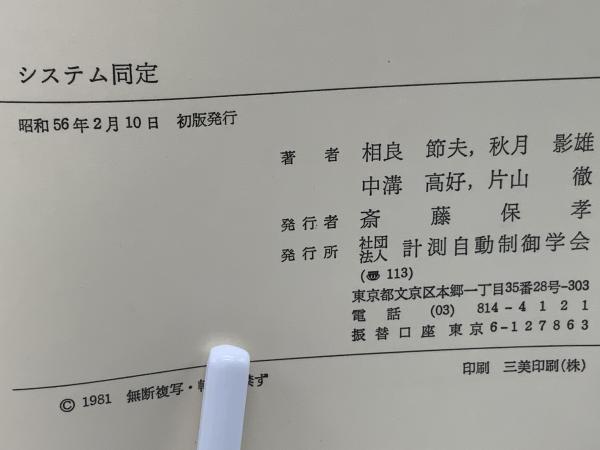 システム同定
昭和56年2月10日 初版発行
著者 相良 節夫, 秋月 影雄
中溝 高好, 片山 徹
発行者 斎藤保孝
発行所 社団法人 計測自動制御学会
(〠 113)
東京都文京区本郷一丁目35番28号-303
電話 (03) 814-4121
振替口座 東京6-127863
印刷 三美印刷(株)
© 1981 無断複写・禁ず